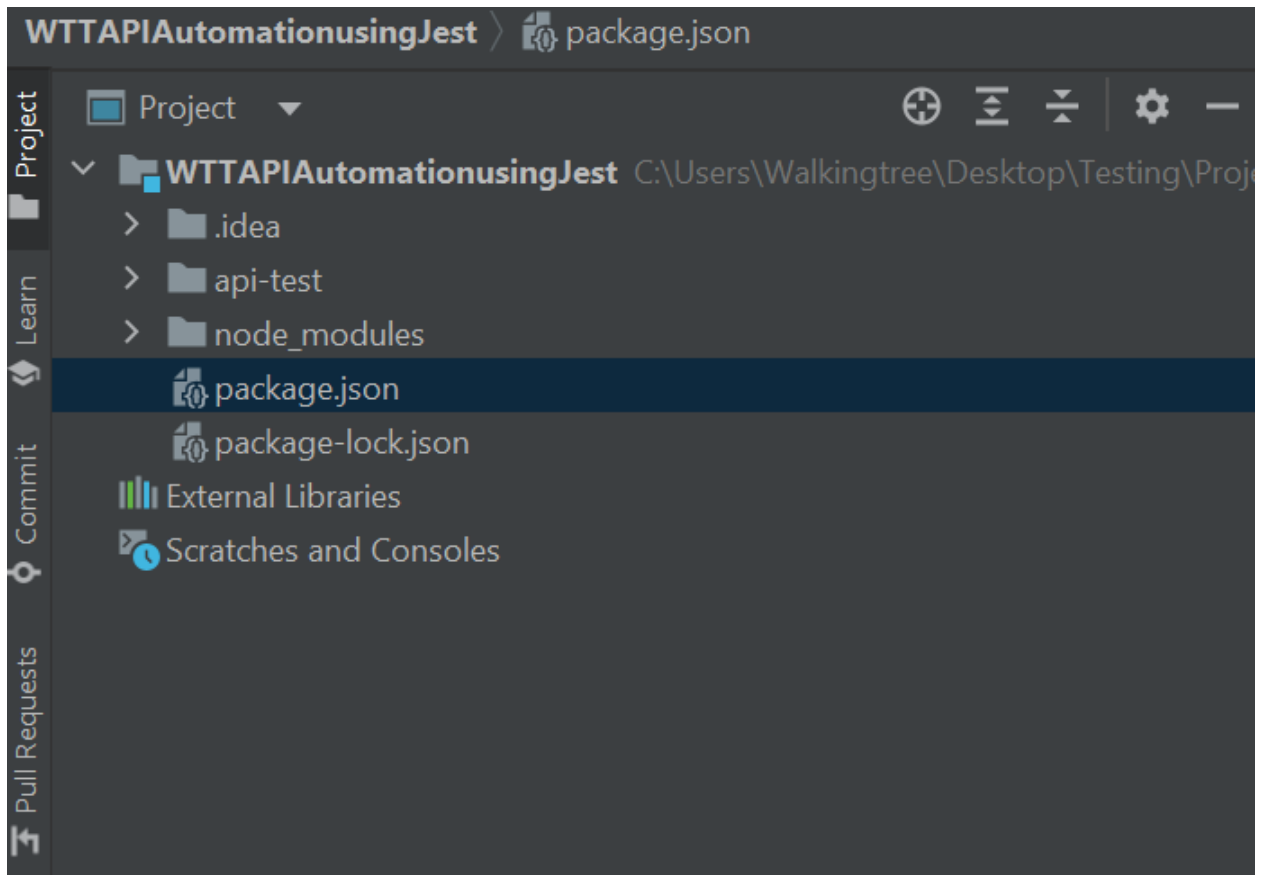 WTTAPIAutomationusingJest package.json
Project
WTTAPIAutomationusingJest C:\Users\Walkingtree\Desktop\Testing\Proje
.idea
api-test
node_modules
package.json
package-lock.json
External Libraries
Scratches and Consoles
Project
Learn
Commit
Pull Requests